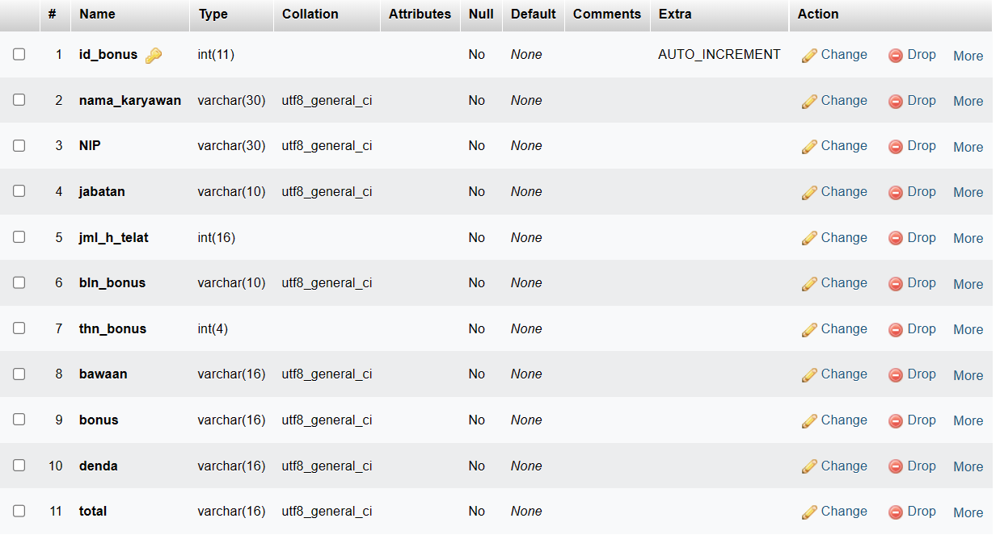 # Name Type Collation Attributes Null Default Comments Extra Action
1 id_bonus int(11) No None AUTO_INCREMENT Change Drop More
2 nama_karyawan varchar(30) utf8_general_ci No None Change Drop More
3 NIP varchar(30) utf8_general_ci No None Change Drop More
4 jabatan varchar(10) utf8_general_ci No None Change Drop More
5 jml_h_telat int(16) No None Change Drop More
6 bln_bonus varchar(10) utf8_general_ci No None Change Drop More
7 thn_bonus int(4) No None Change Drop More
8 bawaan varchar(16) utf8_general_ci No None Change Drop More
9 bonus varchar(16) utf8_general_ci No None Change Drop More
10 denda varchar(16) utf8_general_ci No None Change Drop More
11 total varchar(16) utf8_general_ci No None Change Drop More